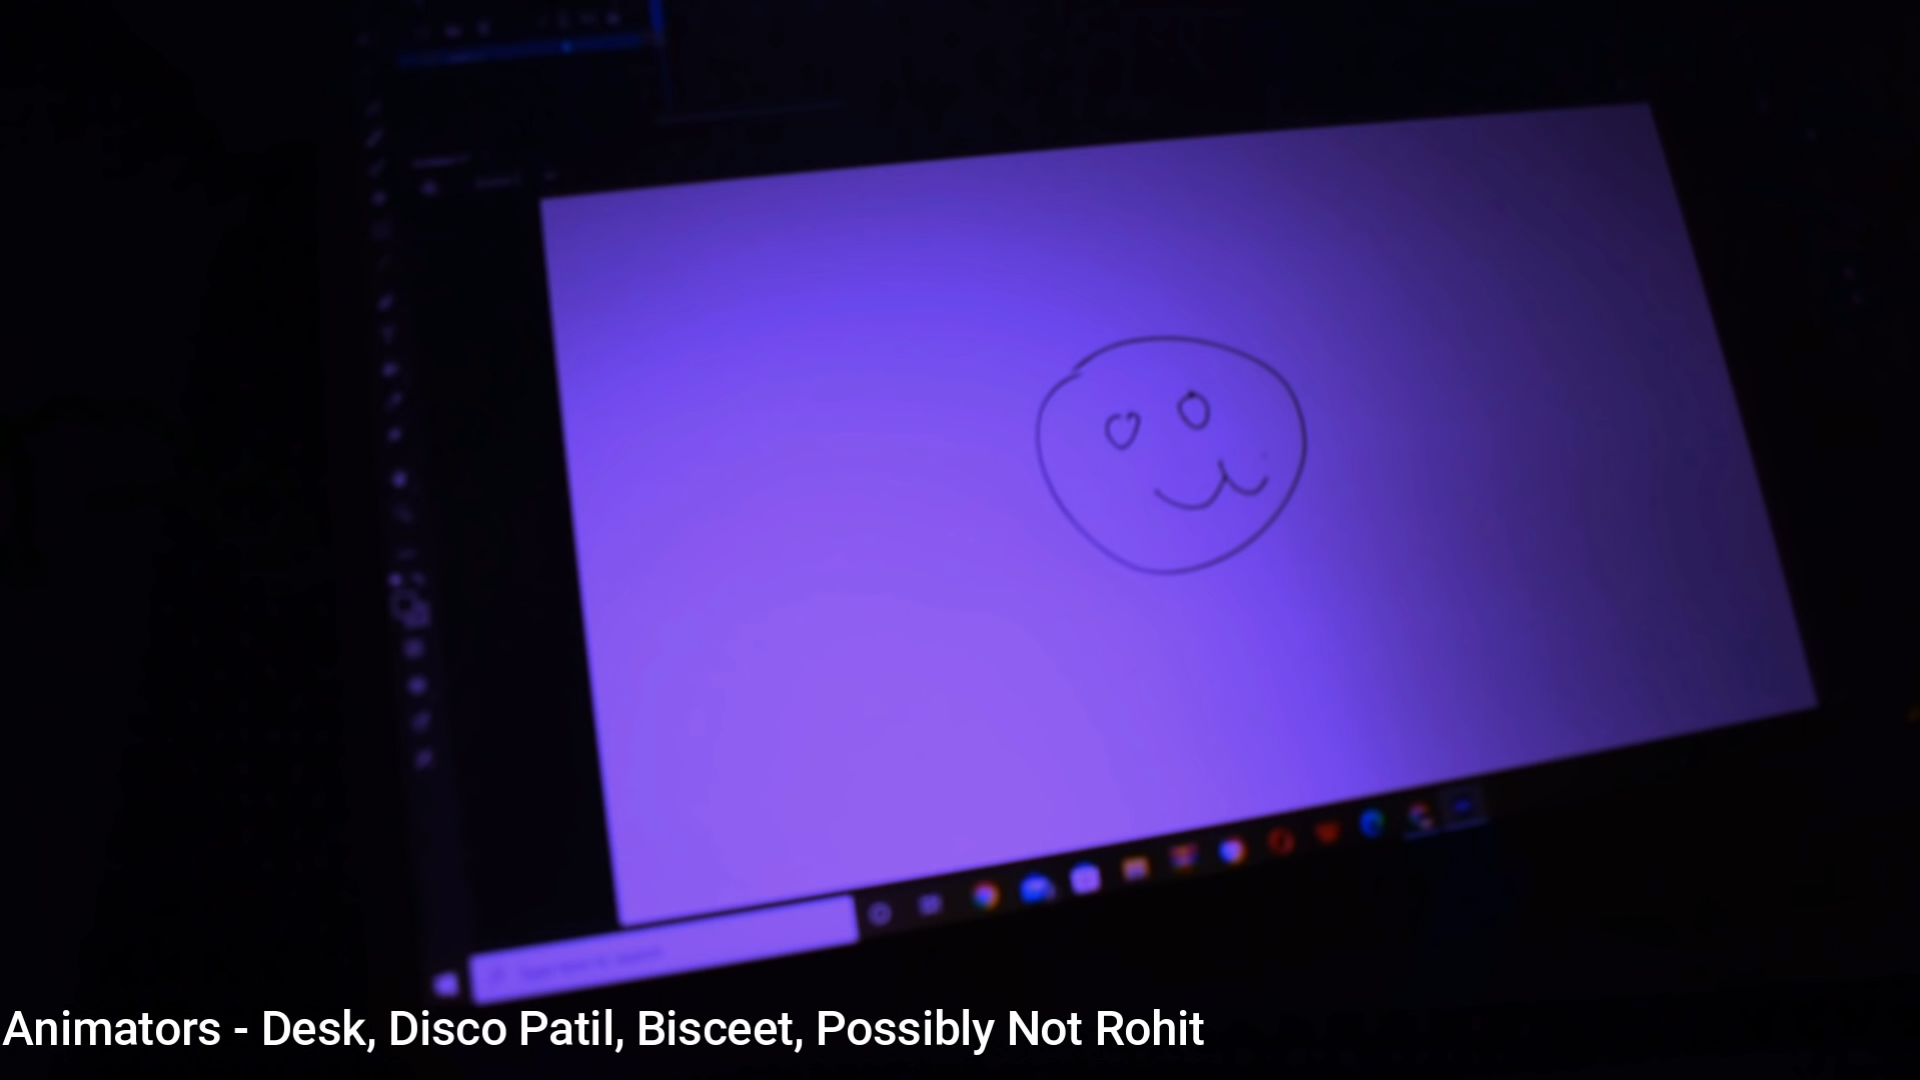 Animators - Desk, Disco Patil, Bisceet, Possibly Not Rohit